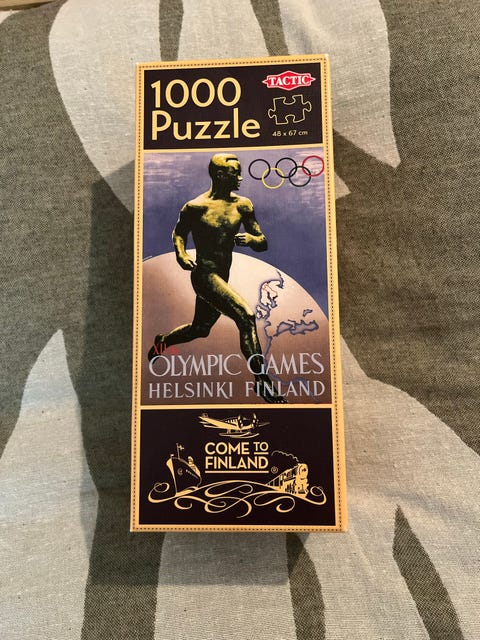 1000
Puzzle
TACTIC
48 x 67 cm
OLYMPIC GAMES
HELSINKI FINLAND
COME TO
FINLAND®